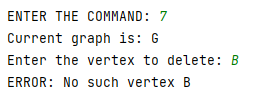 ENTER THE COMMAND: 7
Current graph is: G
Enter the vertex to delete: B
ERROR: No such vertex B